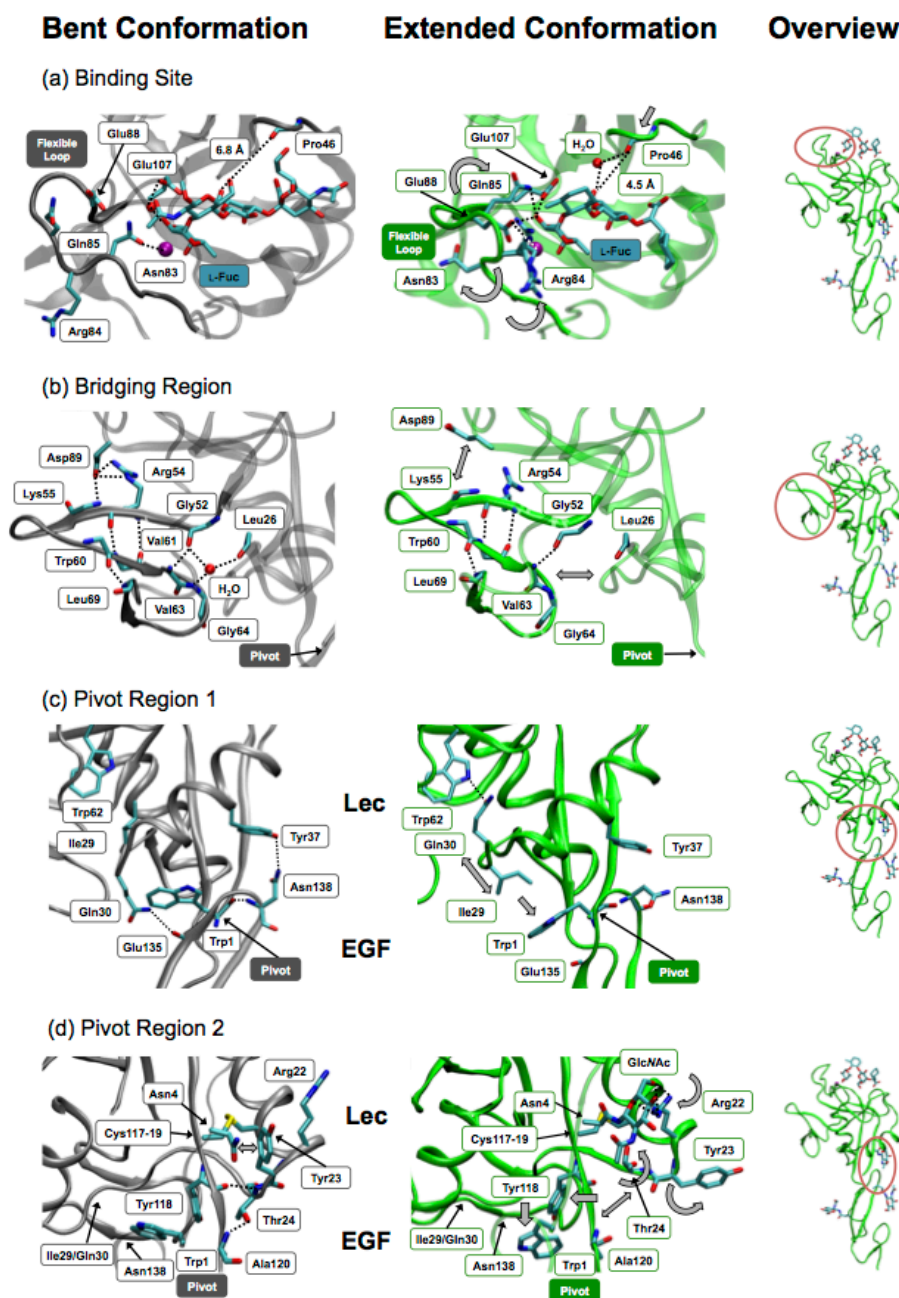 Bent Conformation
Extended Conformation
Overview
(a) Binding Site
Glu88
Flexible
Loop
Glu107
6.8 Å
Pro46
Gln85
Asn83
L-Fuc
Arg84
Glu107
H2O
Pro46
Glu88
Gln85
4.5 Å
Flexible
Loop
L-Fuc
Asn83
Arg84
(b) Bridging Region
Asp89
Arg54
Lys55
Gly52
Leu26
Val61
Trp60
H2O
Leu69
Val63
Gly64
Pivot
Asp89
Arg54
Lys55
Gly52
Leu26
Trp60
Leu69
Val63
Gly64
Pivot
(c) Pivot Region 1
Lec
Trp62
Ile29
Tyr37
Gln30
Asn138
Glu135
Trp1
EGF
Pivot
Trp62
Gln30
Tyr37
Ile29
Asn138
Trp1
Glu135
Pivot
(d) Pivot Region 2
Arg22
Asn4
Lec
Cys117-19
Tyr23
Tyr118
Thr24
EGF
Ile29/Gln30
Asn138
Trp1
Ala120
Pivot
GlcNAc
Asn4
Arg22
Cys117-19
Tyr23
Tyr118
Thr24
Ile29/Gln30
Asn138
Trp1
Ala120
Pivot